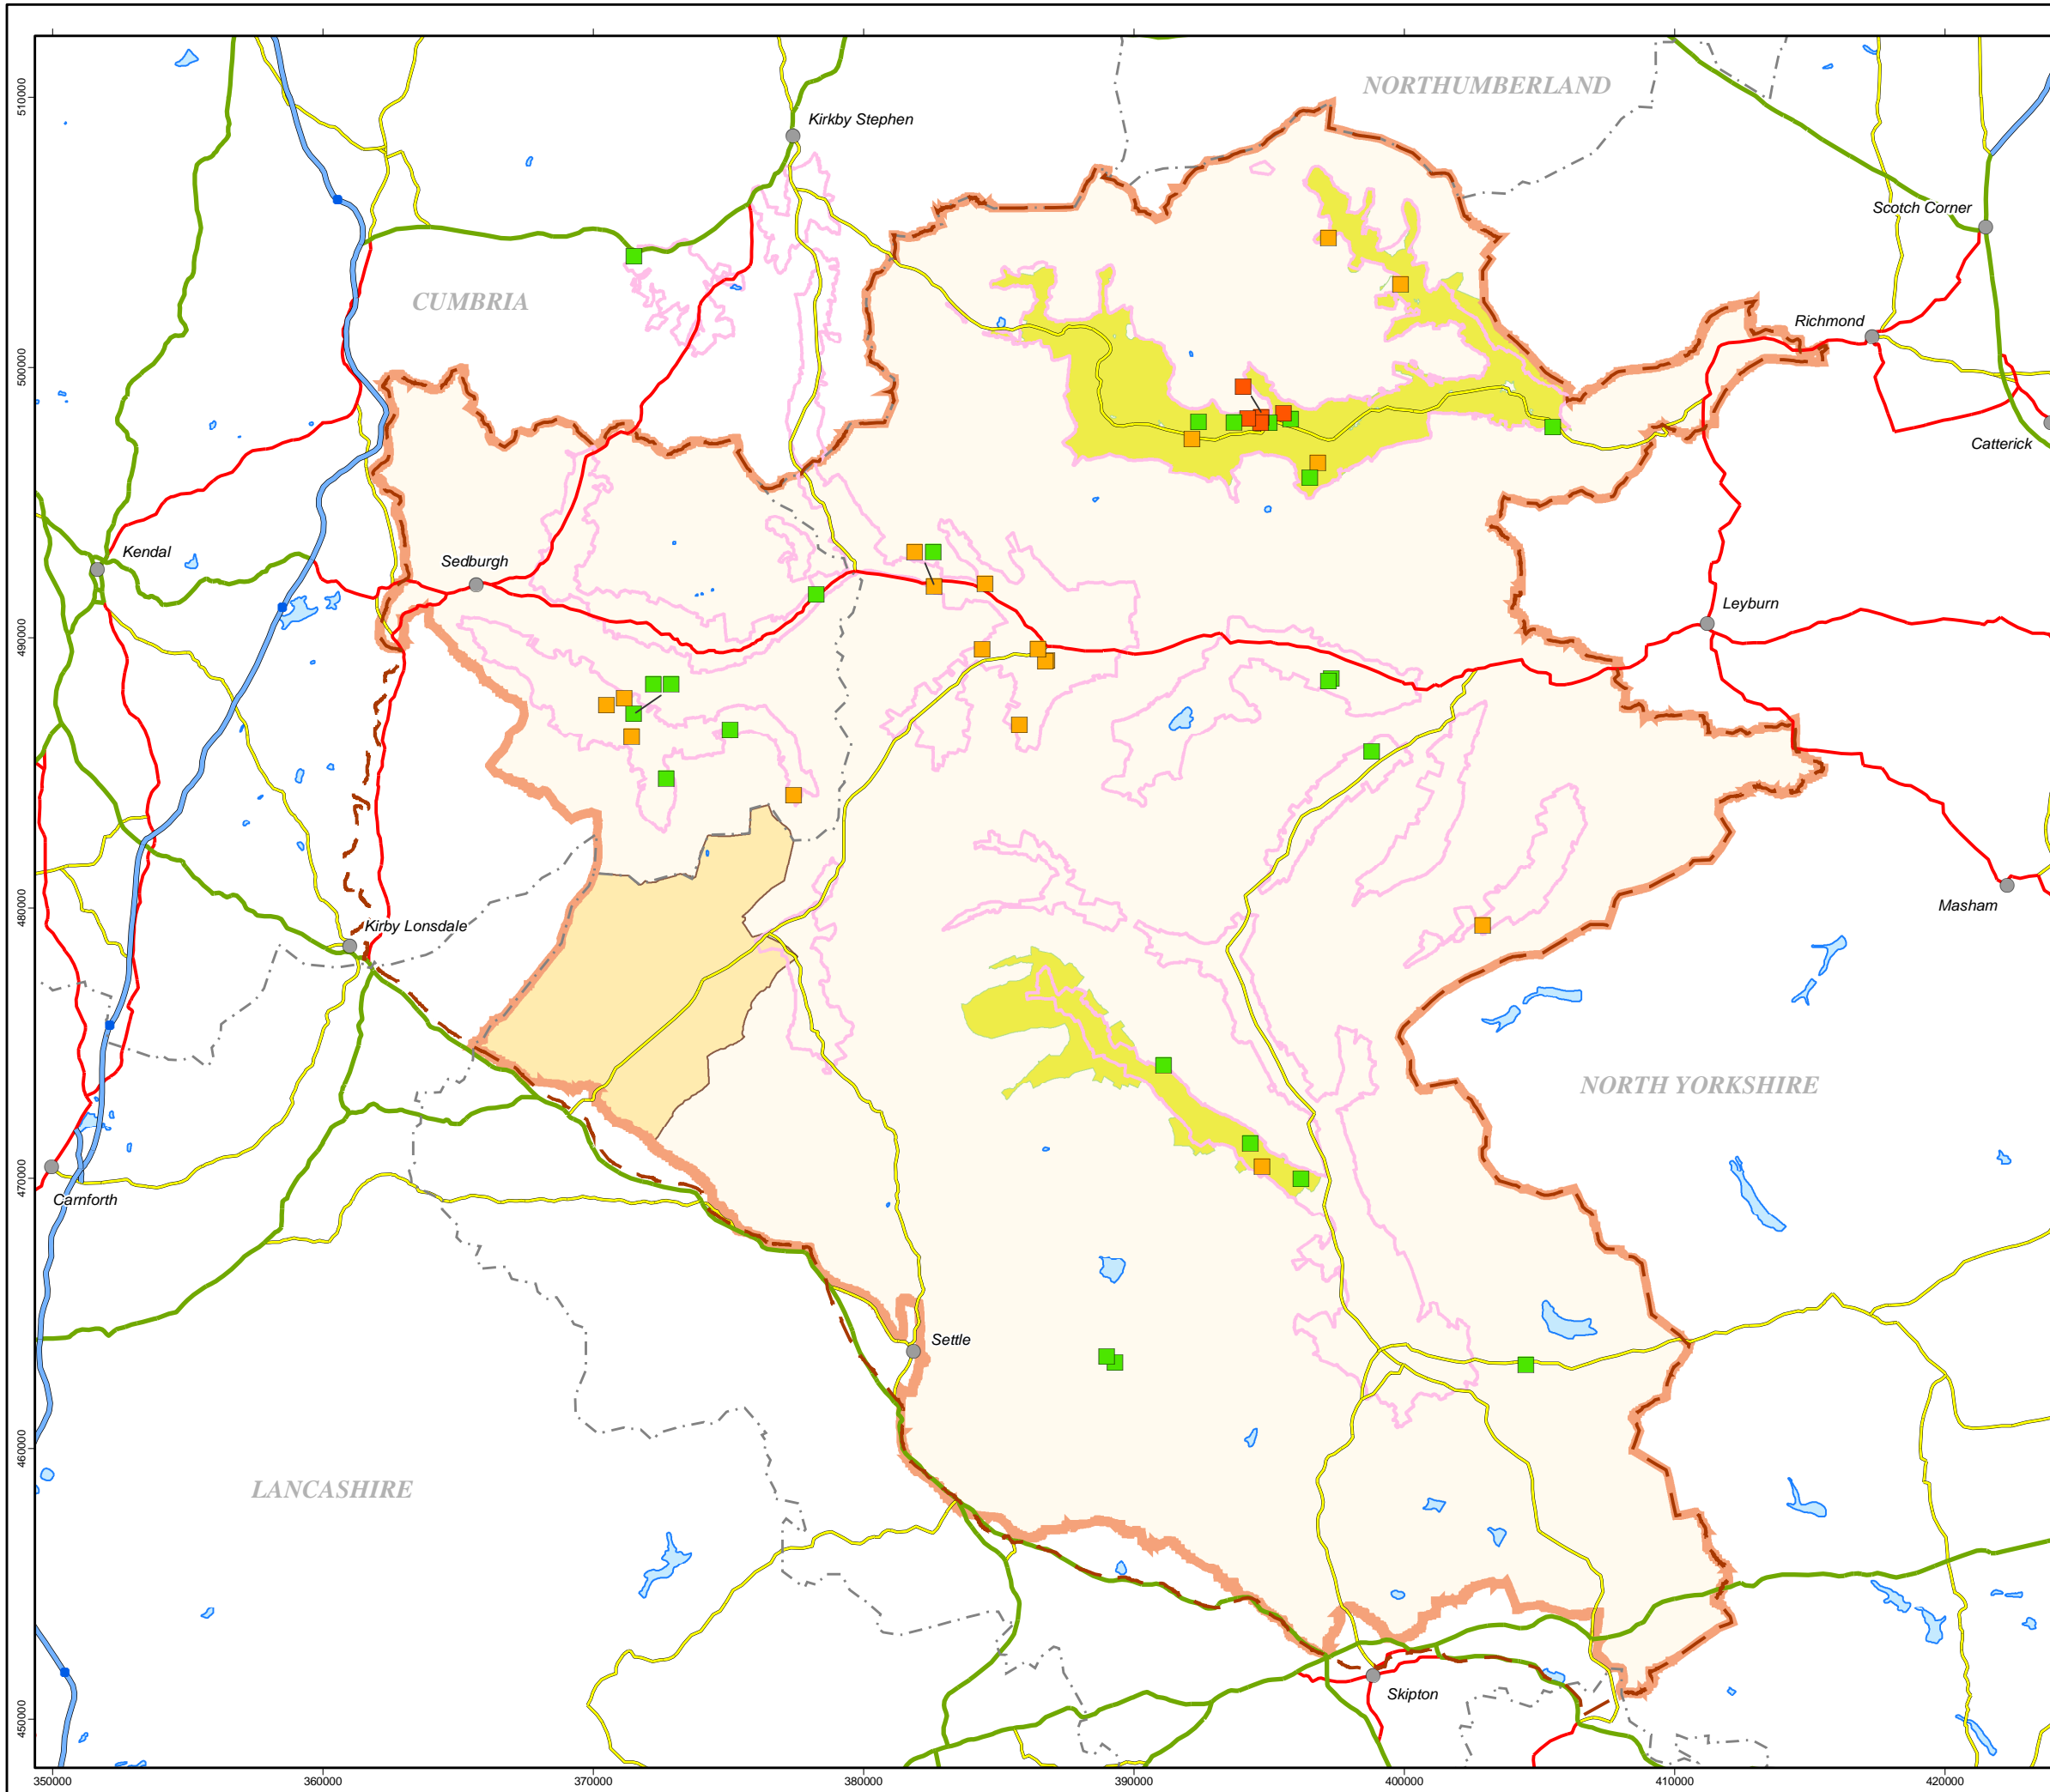 NORTHUMBERLAND
510000
Kirkby Stephen
Scotch Corner
CUMBRIA
Richmond
500000
Catterick
Kendal
Sedburgh
Leyburn
490000
Masham
480000
Kirby Lonsdale
NORTH YORKSHIRE
470000
Carnforth
Settle
460000
LANCASHIRE
Skipton
450000
350000 360000 370000 380000 390000 400000 410000 420000